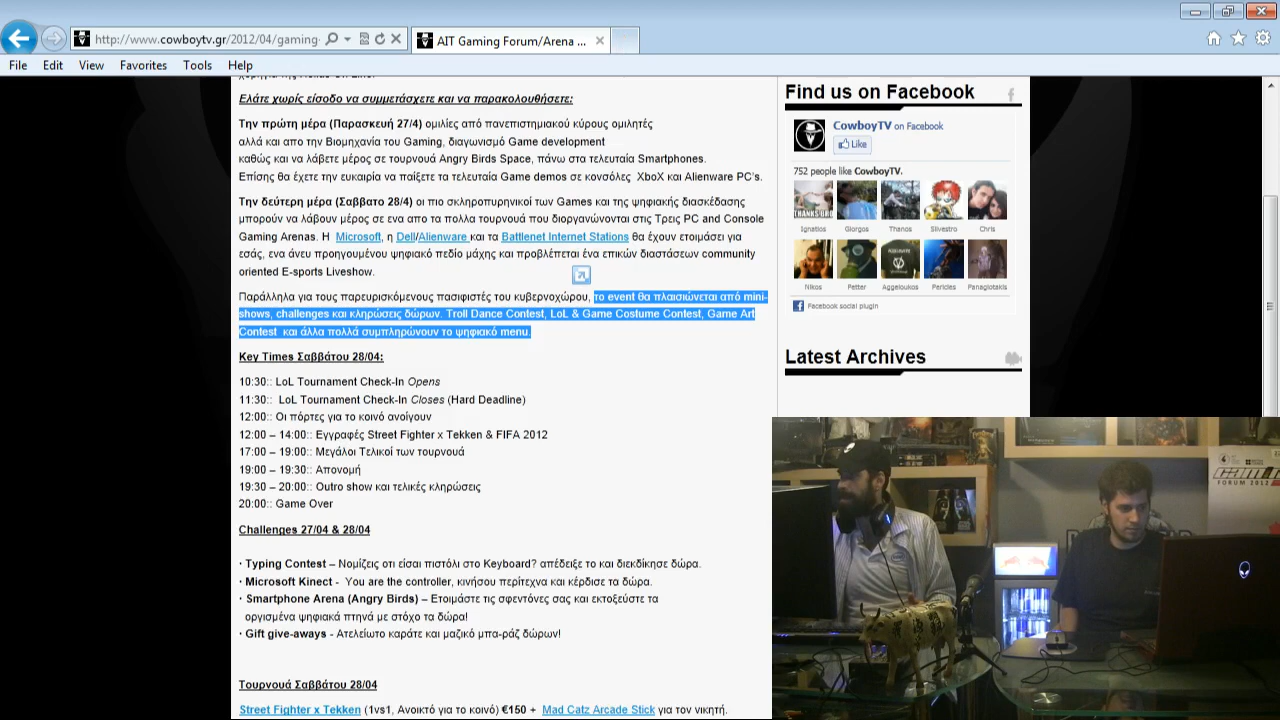 http://www.cowboytv.gr/2012/04/gaming-
AIT Gaming Forum/Arena ...
File Edit View Favorites Tools Help
Ελάτε χωρίς είσοδο να συμμετάσχετε και να παρακολουθήσετε:
Την πρώτη μέρα (Παρασκευή 27/4) ομιλίες από πανεπιστημιακού κύρους ομιλητές
αλλά και απο την Βιομηχανία του Gaming, διαγωνισμό Game development
καθώς και να λάβετε μέρος σε τουρνουά Angry Birds Space, πάνω στα τελευταία Smartphones.
Επίσης θα έχετε την ευκαιρία να παίξετε τα τελευταία Game demos σε κονσόλες XboX και Alienware PC's.
Την δεύτερη μέρα (Σαββατο 28/4) οι πιο σκληροπυρηνικοί των Games και της ψηφιακής διασκέδασης
μπορούν να λάβουν μέρος σε ενα απο τα πολλα τουρνουά που διοργανώνονται στις Τρεις PC and Console
Gaming Arenas. Η Microsoft, η Dell/Alienware και τα Battlenet Internet Stations θα έχουν ετοιμάσει για
εσάς, ενα άνευ προηγουμένου ψηφιακό πεδίο μάχης και προβλέπεται ένα επικών διαστάσεων community
oriented E-sports Liveshow.
Παράλληλα για τους παρευρισκόμενους πασιφιστές του κυβερνοχώρου, το event θα πλαισιώνεται από mini-
shows, challenges και κληρώσεις δώρων. Troll Dance Contest, LoL & Game Costume Contest, Game Art
Contest και άλλα πολλά συμπληρώνουν το ψηφιακό menu.
Key Times Σαββάτου 28/04:
10:30:: LoL Tournament Check-In Opens
11:30:: LoL Tournament Check-In Closes (Hard Deadline)
12:00:: Οι πόρτες για το κοινό ανοίγουν
12:00 – 14:00:: Εγγραφές Street Fighter x Tekken & FIFA 2012
17:00 – 19:00:: Μεγάλοι Τελικοί των τουρνουά
19:00 – 19:30:: Απονομή
19:30 – 20:00:: Outro show και τελικές κληρώσεις
20:00:: Game Over
Challenges 27/04 & 28/04
· Typing Contest – Νομίζεις οτι είσαι πιστόλι στο Keyboard? απέδειξε το και διεκδίκησε δώρα.
· Microsoft Kinect - You are the controller, κινήσου περίτεχνα και κέρδισε τα δώρα.
· Smartphone Arena (Angry Birds) – Ετοιμάστε τις σφεντόνες σας και εκτοξεύστε τα
οργισμένα ψηφιακά πτηνά με στόχο τα δώρα!
· Gift give-aways - Ατελείωτο καράτε και μαζικό μπα-ράζ δώρων!
Τουρνουά Σαββάτου 28/04
Street Fighter x Tekken (1vs1, Ανοικτό για το κοινό) €150 + Mad Catz Arcade Stick για τον νικητή.
Find us on Facebook
CowboyTV on Facebook
Like
752 people like CowboyTV.
THANKS BRO
Ignatios Giorgos Thanos Silvestro Chris
Nikos Petter Aggeloukos Pericles Panagiotakis
Facebook social plugin
Latest Archives
FORUM 2012